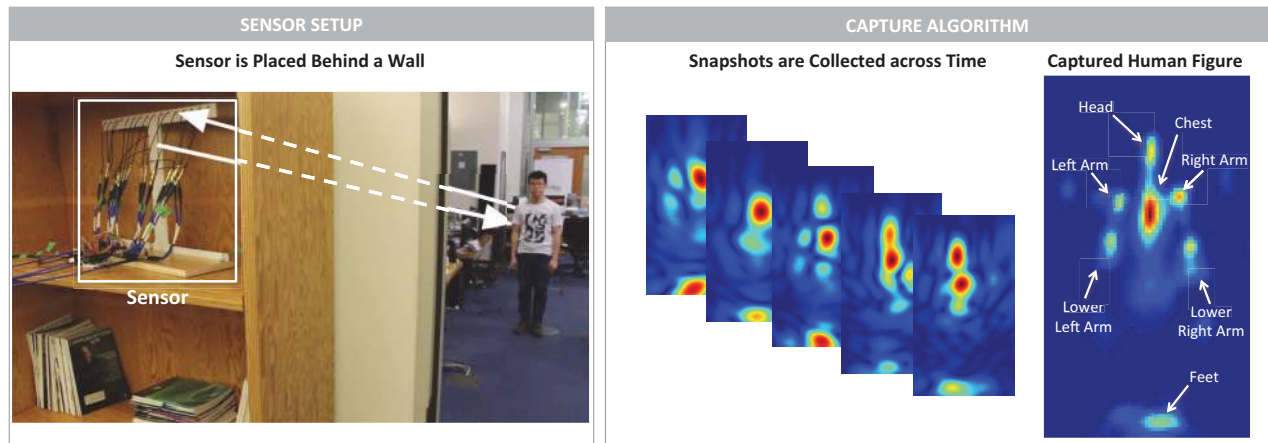 SENSOR SETUP
Sensor is Placed Behind a Wall
Sensor
CAPTURE ALGORITHM
Snapshots are Collected across Time
Captured Human Figure
Head
Chest
Left Arm
Right Arm
Lower
Left Arm
Lower
Right Arm
Feet